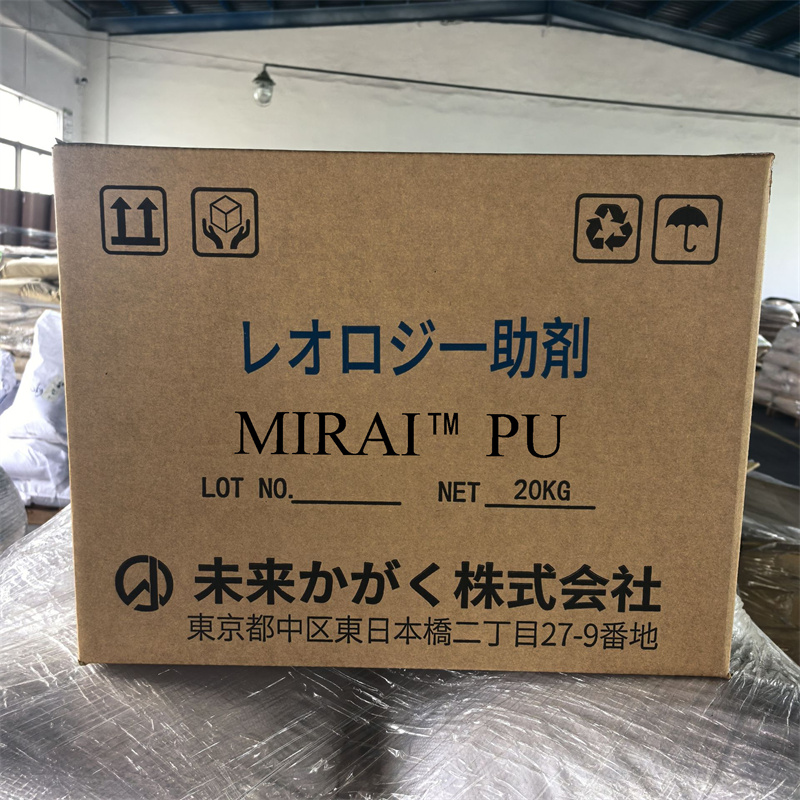 レオロジー助剤
MIRAI™ PU
LOT NO.________ NET 20KG
未来かがく株式会社
東京都中区東日本橋二丁目27-9番地